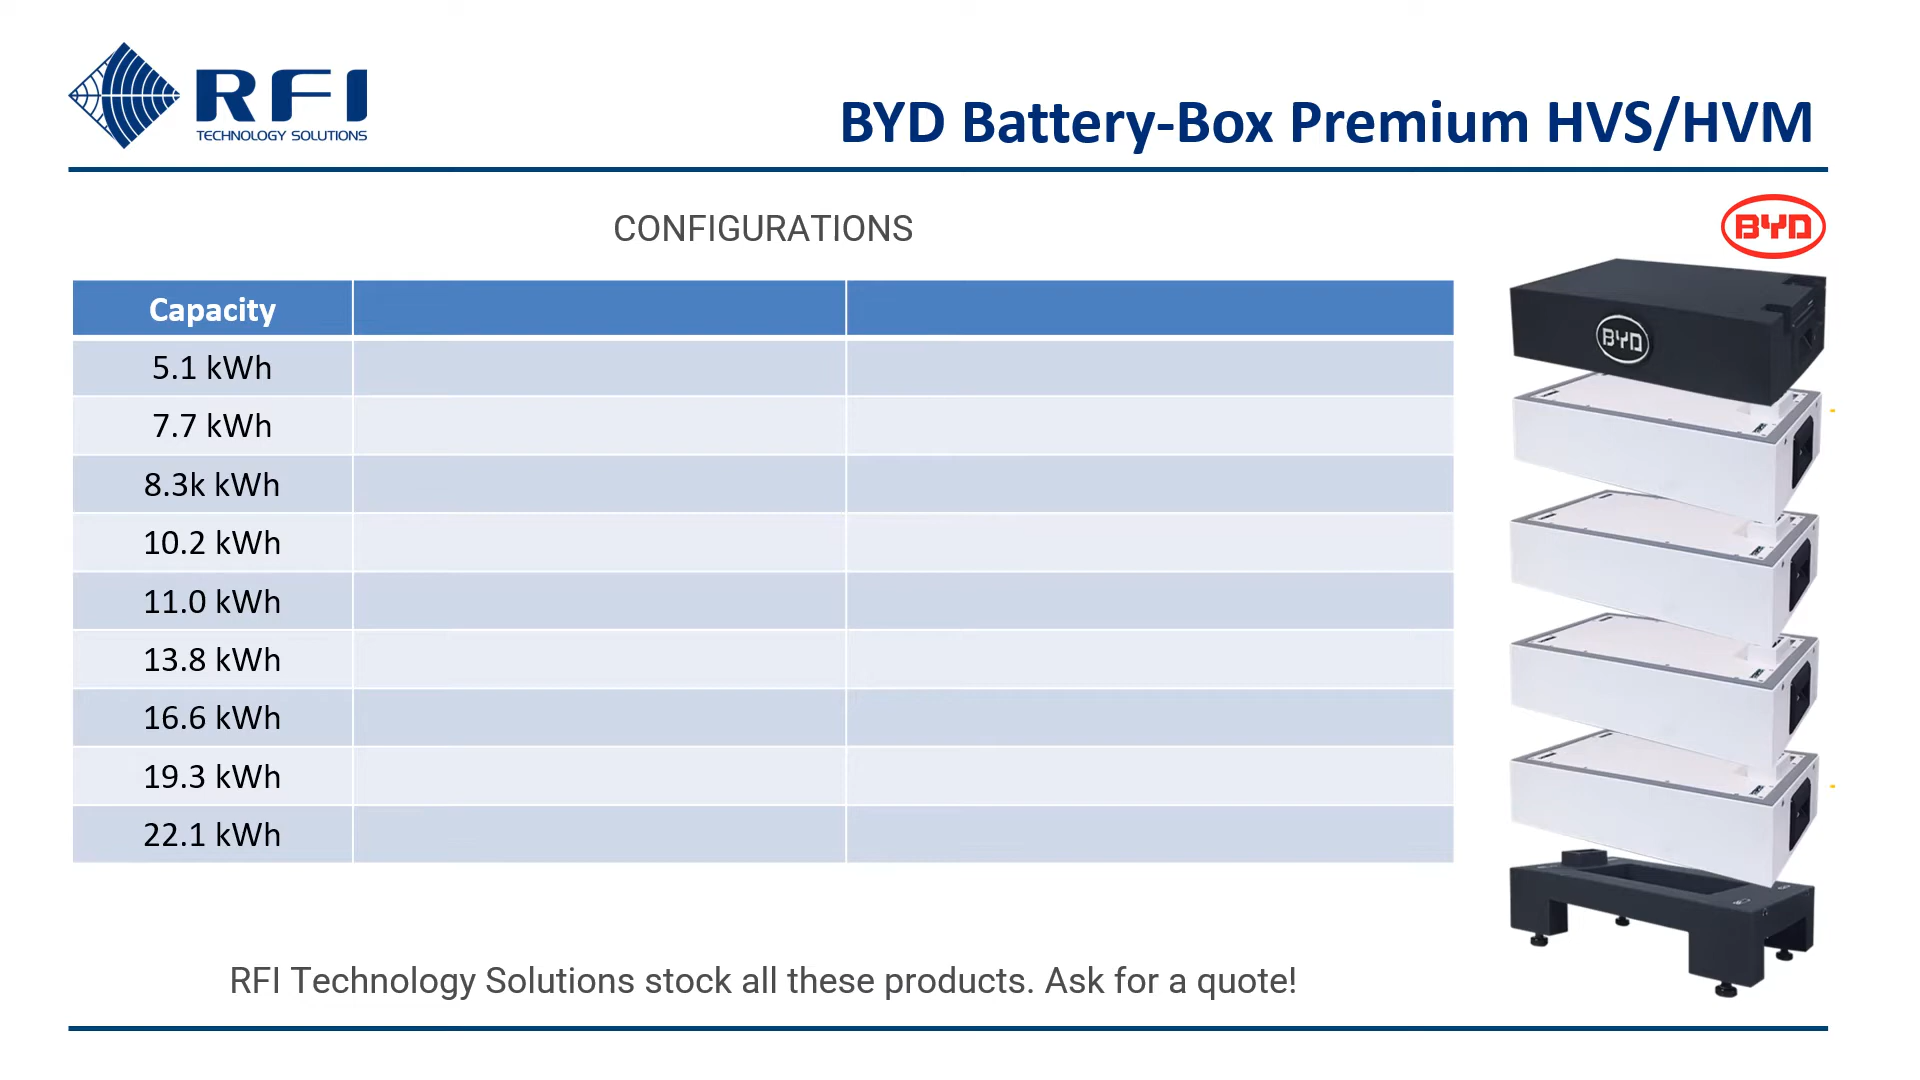 RFI
TECHNOLOGY SOLUTIONS
BYD Battery-Box Premium HVS/HVM
CONFIGURATIONS
BYD
Capacity
5.1 kWh
7.7 kWh
8.3k kWh
10.2 kWh
11.0 kWh
13.8 kWh
16.6 kWh
19.3 kWh
22.1 kWh
BYD
RFI Technology Solutions stock all these products. Ask for a quote!